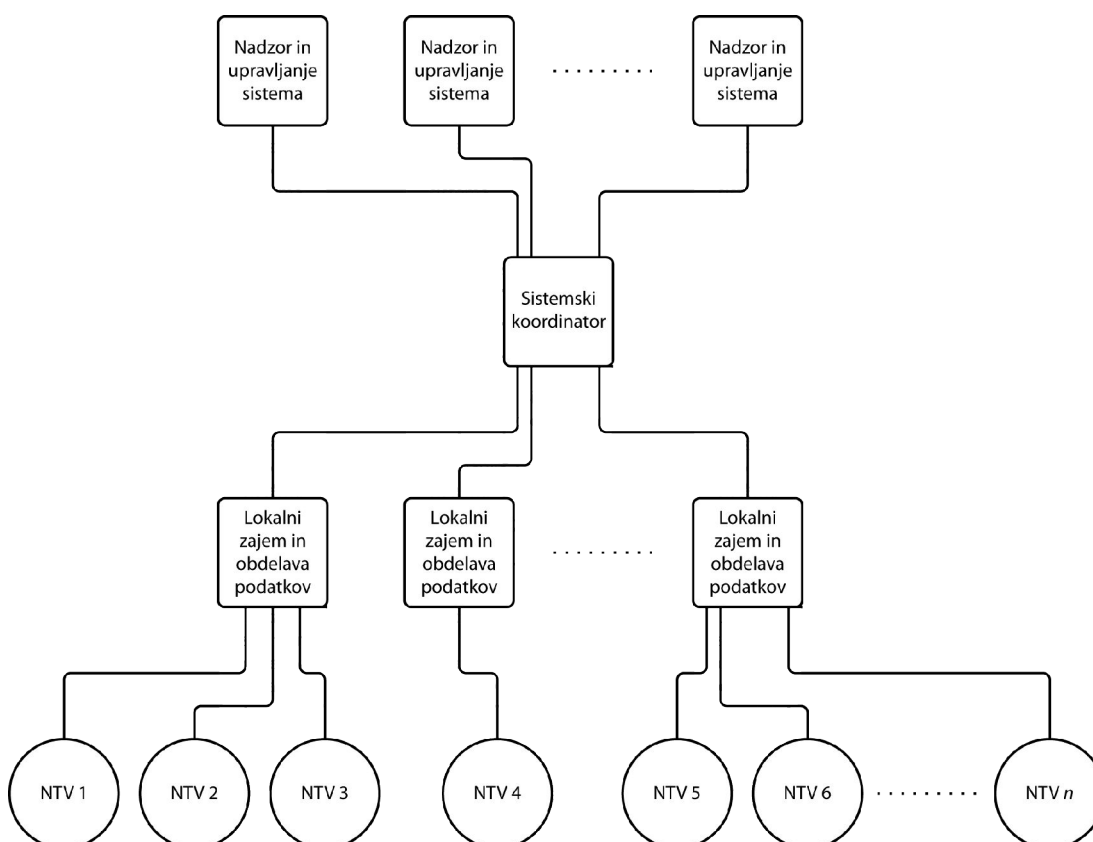 Nadzor in
upravljanje
sistema
Nadzor in
upravljanje
sistema
Nadzor in
upravljanje
sistema
Sistemski
koordinator
Lokalni
zajem in
obdelava
podatkov
Lokalni
zajem in
obdelava
podatkov
Lokalni
zajem in
obdelava
podatkov
NTV 1
NTV 2
NTV 3
NTV 4
NTV 5
NTV 6
NTV n